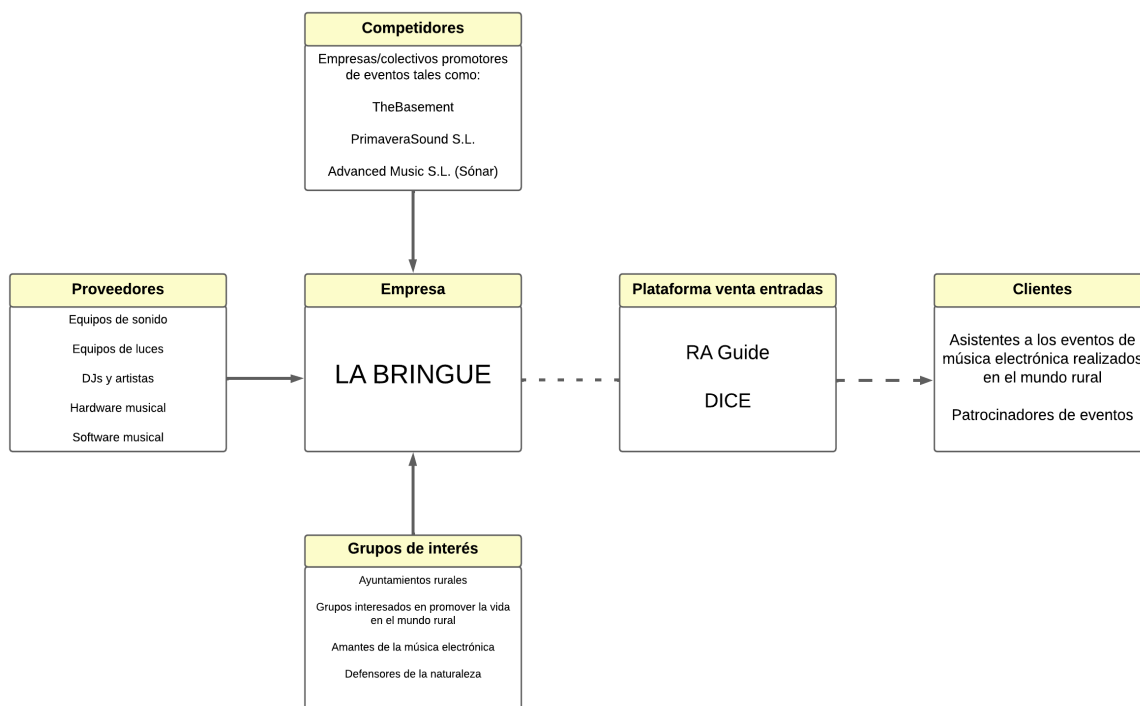 Competidores
Empresas/colectivos promotores
de eventos tales como:
TheBasement
PrimaveraSound S.L.
Advanced Music S.L. (Sónar)
Proveedores
Equipos de sonido
Equipos de luces
DJs y artistas
Hardware musical
Software musical
Empresa
LA BRINGUE
Plataforma venta entradas
RA Guide
DICE
Clientes
Asistentes a los eventos de
música electrónica realizados
en el mundo rural
Patrocinadores de eventos
Grupos de interés
Ayuntamientos rurales
Grupos interesados en promover la vida
en el mundo rural
Amantes de la música electrónica
Defensores de la naturaleza